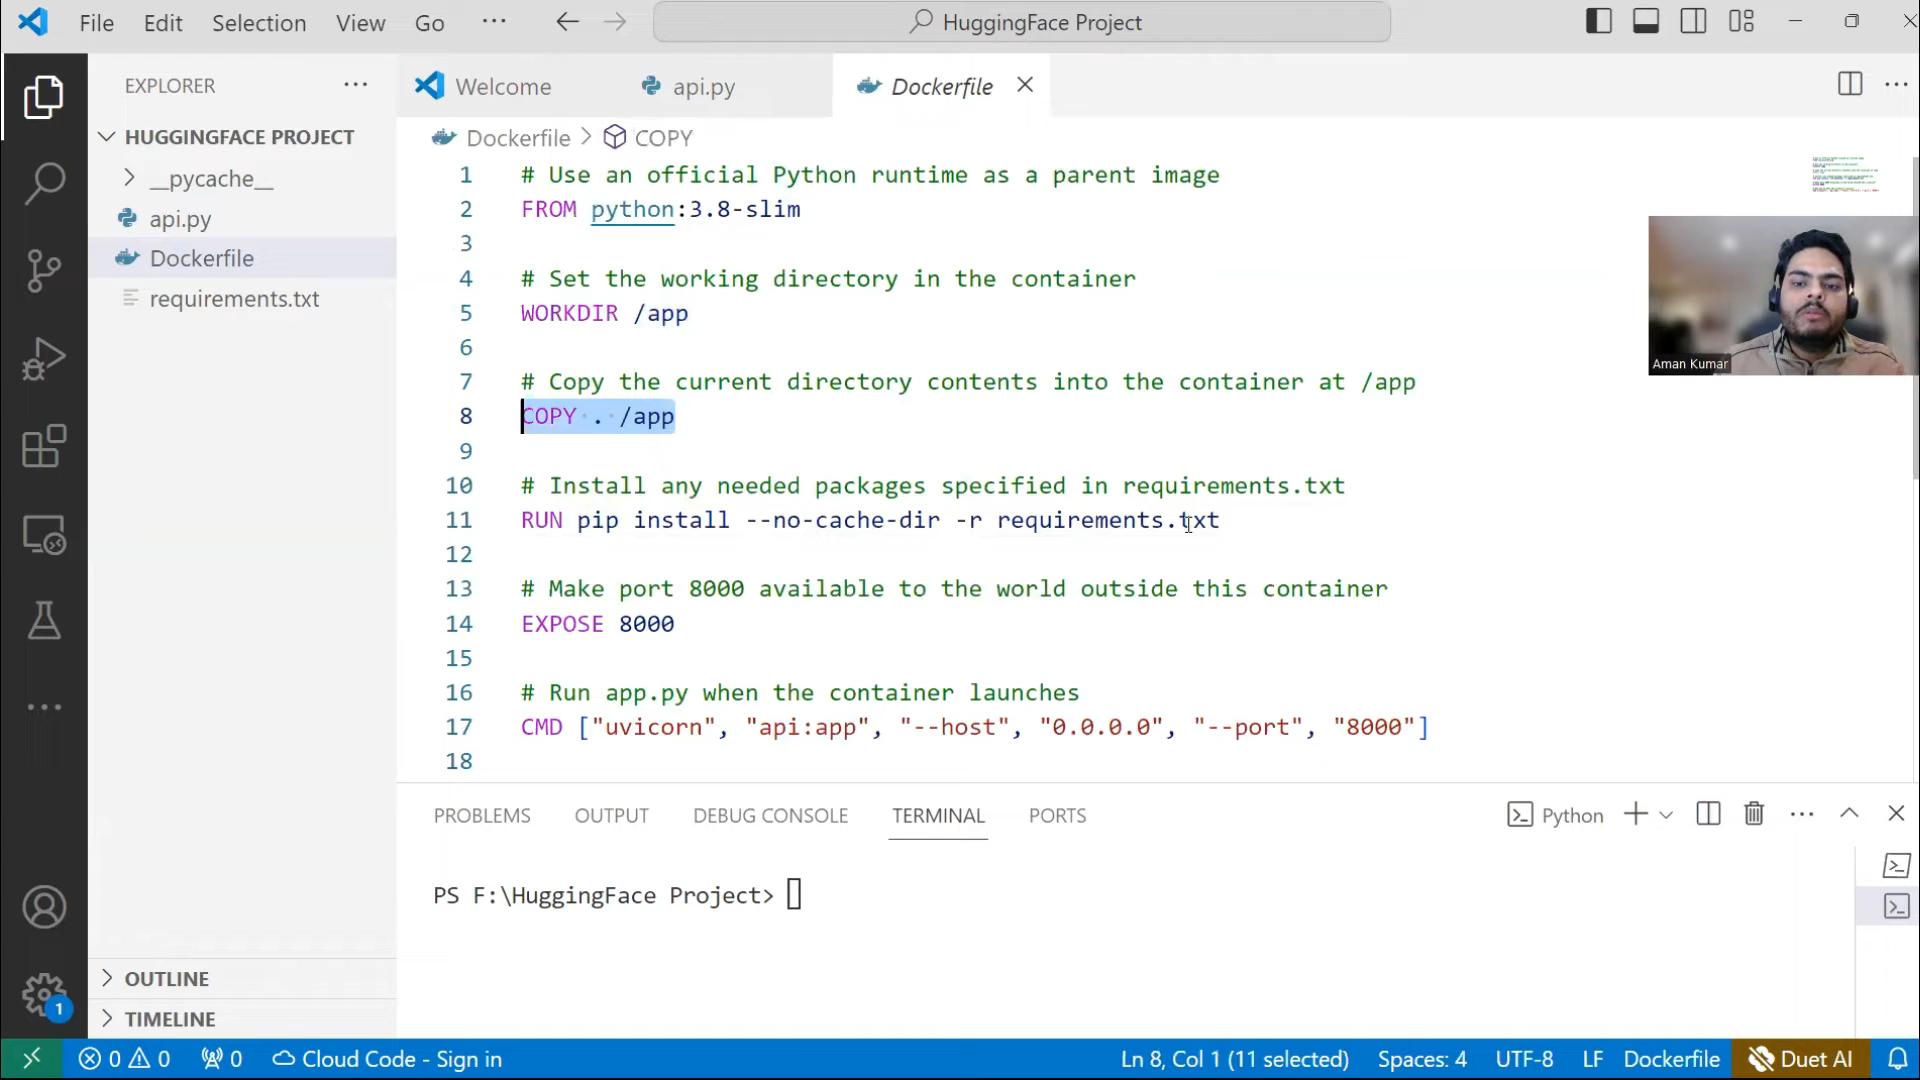 File Edit Selection View Go ··· HuggingFace Project
EXPLORER
HUGGINGFACE PROJECT
__pycache__
api.py
Dockerfile
requirements.txt
OUTLINE
TIMELINE
Welcome api.py Dockerfile
Dockerfile > COPY
1 # Use an official Python runtime as a parent image
2 FROM python:3.8-slim
3
4 # Set the working directory in the container
5 WORKDIR /app
6
7 # Copy the current directory contents into the container at /app
8 COPY . /app
9
10 # Install any needed packages specified in requirements.txt
11 RUN pip install --no-cache-dir -r requirements.txt
12
13 # Make port 8000 available to the world outside this container
14 EXPOSE 8000
15
16 # Run app.py when the container launches
17 CMD ["uvicorn", "api:app", "--host", "0.0.0.0", "--port", "8000"]
18
Aman Kumar
PROBLEMS OUTPUT DEBUG CONSOLE TERMINAL PORTS Python
PS F:\HuggingFace Project>
1
0 0 0 Cloud Code - Sign in Ln 8, Col 1 (11 selected) Spaces: 4 UTF-8 LF Dockerfile Duet AI